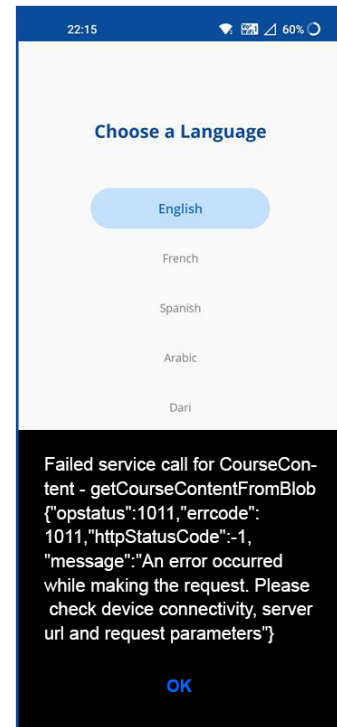 22:15 60%
Choose a Language
English
French
Spanish
Arabic
Dari
Failed service call for CourseCon-
tent - getCourseContentFromBlob
{"opstatus":1011,"errcode":
1011,"httpStatusCode":-1,
"message":"An error occurred
while making the request. Please
check device connectivity, server
url and request parameters"}
OK